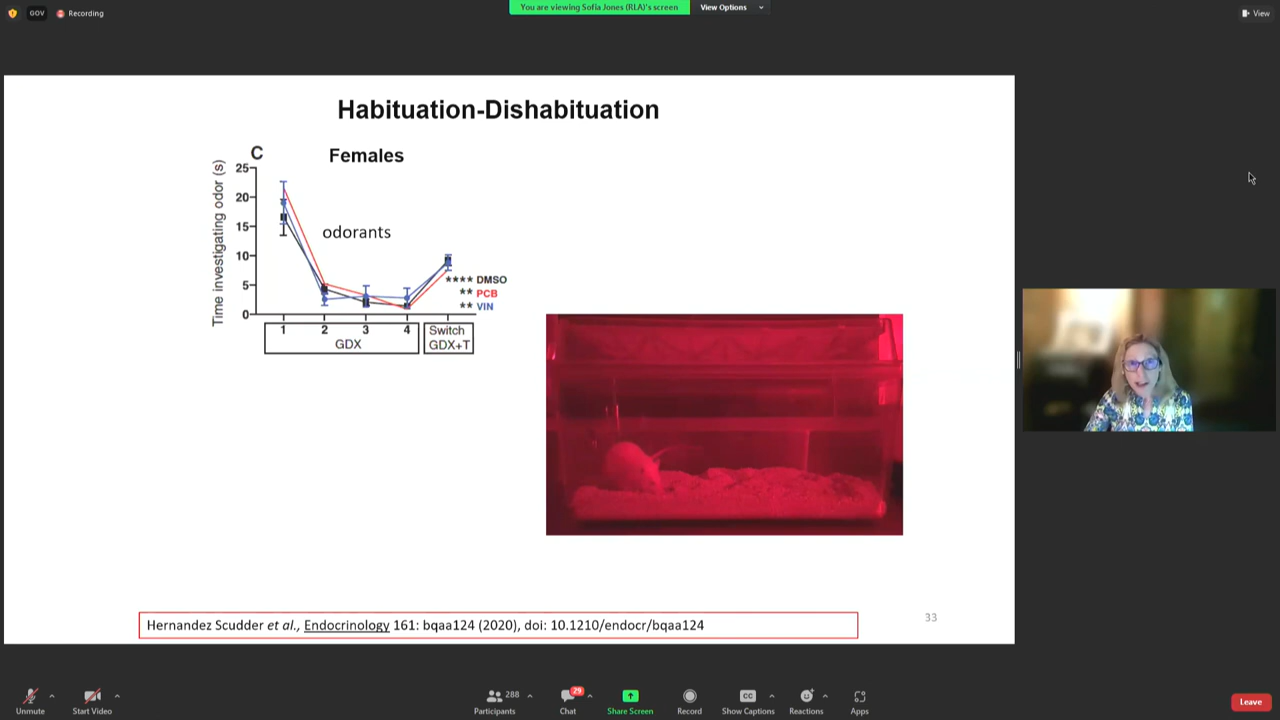 GOV
Recording
You are viewing Sofia Jones (RLA)'s screen
View Options
View
Habituation-Dishabituation
C
Females
Time investigating odor (s)
25
20
15
10
5
0
odorants
**** DMSO
** PCB
** VIN
1 2 3 4 Switch
GDX GDX+T
Hernandez Scudder et al., Endocrinology 161: bqaa124 (2020), doi: 10.1210/endocr/bqaa124
33
Unmute
Start Video
288
Participants
29
Chat
Share Screen
Record
CC
Show Captions
Reactions
Apps
Leave